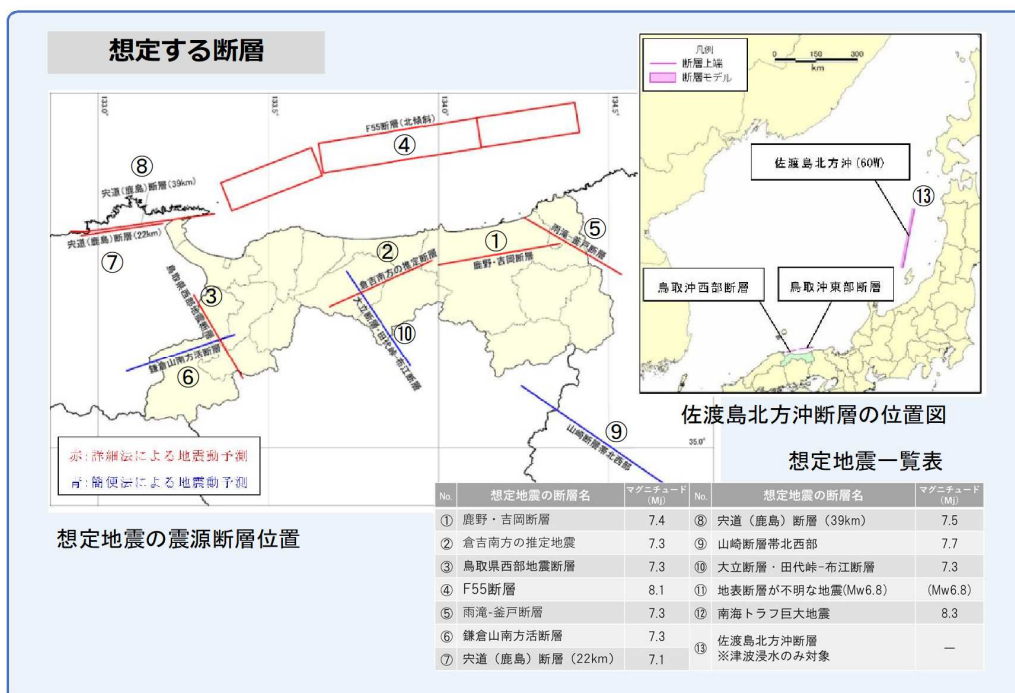 想定する断層
133.0
133.5
134.0
134.5
F55断層(北傾斜)
④
⑧
宍道(鹿島)断層(39km)
宍道(鹿島)断層(22km)
⑦
①
鹿野・吉岡断層
⑤
雨滝-釜戸断層
②
倉吉南方の推定断層
③
鳥取県西部地震断層
⑩
大立断層・田代峠-布江断層
鎌倉山南方活断層
⑥
⑨
山崎断層帯北西部
35.0°
赤:詳細法による地震動予測
青:簡便法による地震動予測
想定地震の震源断層位置
凡例
断層上端
断層モデル
0 150 300
km
佐渡島北方沖(60W)
⑬
鳥取沖西部断層
鳥取沖東部断層
佐渡島北方沖断層の位置図
想定地震一覧表
No. 想定地震の断層名 マグニチュード(Mj) No. 想定地震の断層名 マグニチュード(Mj)
① 鹿野・吉岡断層 7.4 ⑧ 宍道（鹿島）断層（39km） 7.5
② 倉吉南方の推定地震 7.3 ⑨ 山崎断層帯北西部 7.7
③ 鳥取県西部地震断層 7.3 ⑩ 大立断層・田代峠−布江断層 7.3
④ F55断層 8.1 ⑪ 地表断層が不明な地震(Mw6.8) (Mw6.8)
⑤ 雨滝-釜戸断層 7.3 ⑫ 南海トラフ巨大地震 8.3
⑥ 鎌倉山南方活断層 7.3 ⑬ 佐渡島北方沖断層 —
※津波浸水のみ対象
⑦ 宍道（鹿島）断層（22km） 7.1